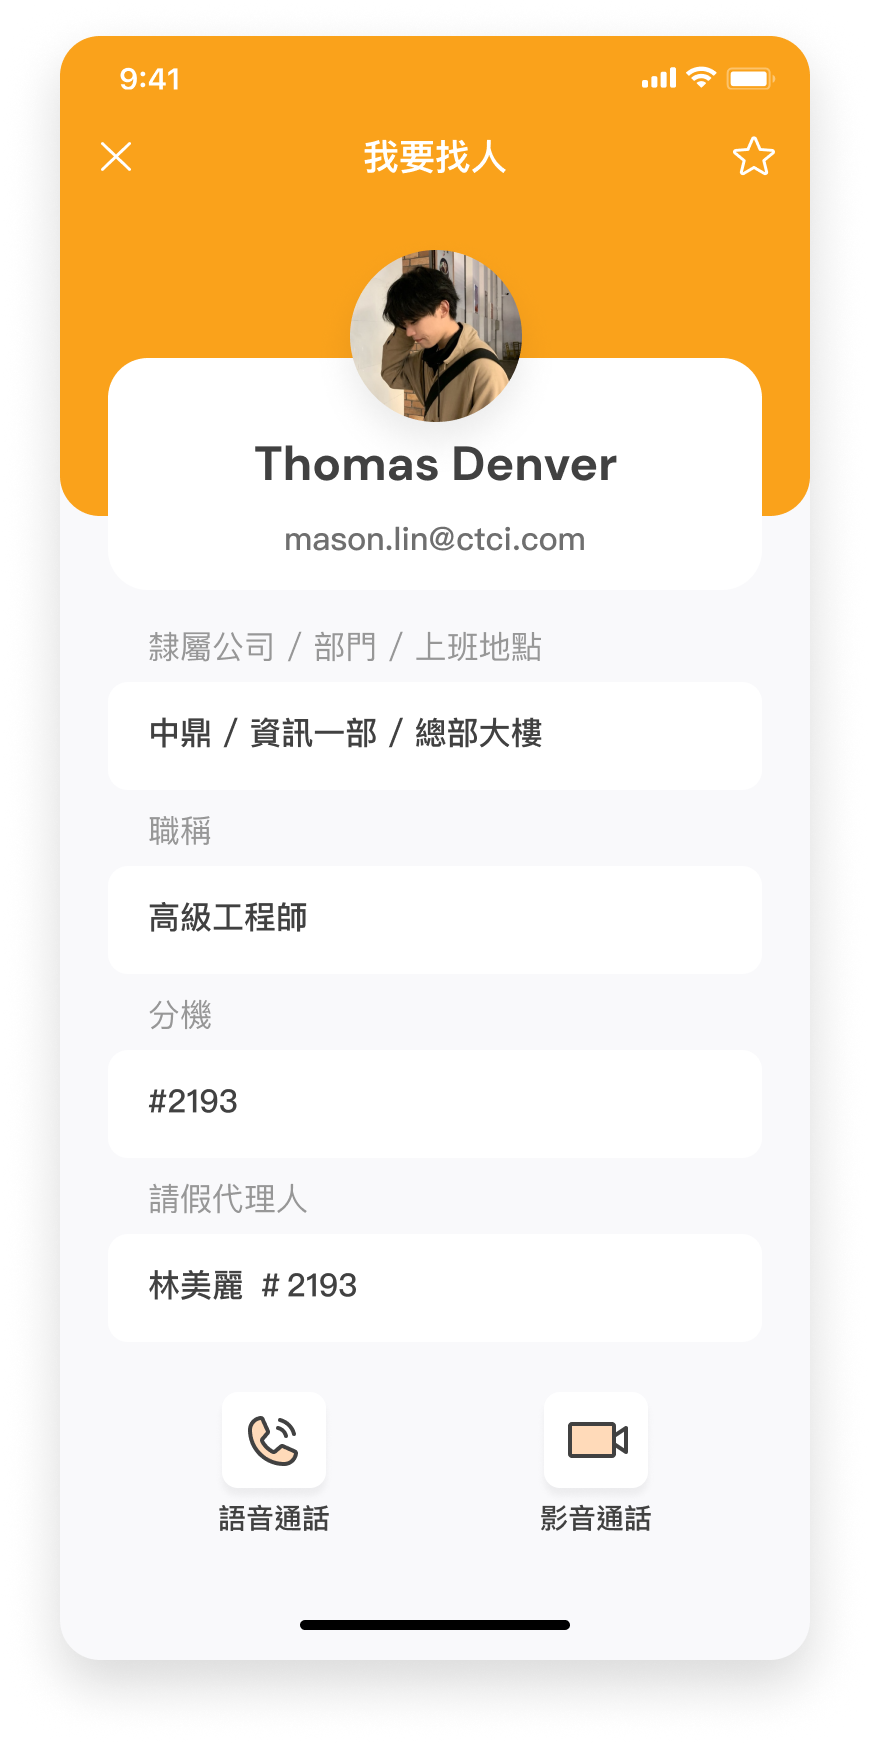 9:41
我要找人
Thomas Denver
mason.lin@ctci.com
隸屬公司 / 部門 / 上班地點
中鼎 / 資訊一部 / 總部大樓
職稱
高級工程師
分機
#2193
請假代理人
林美麗 # 2193
語音通話 影音通話